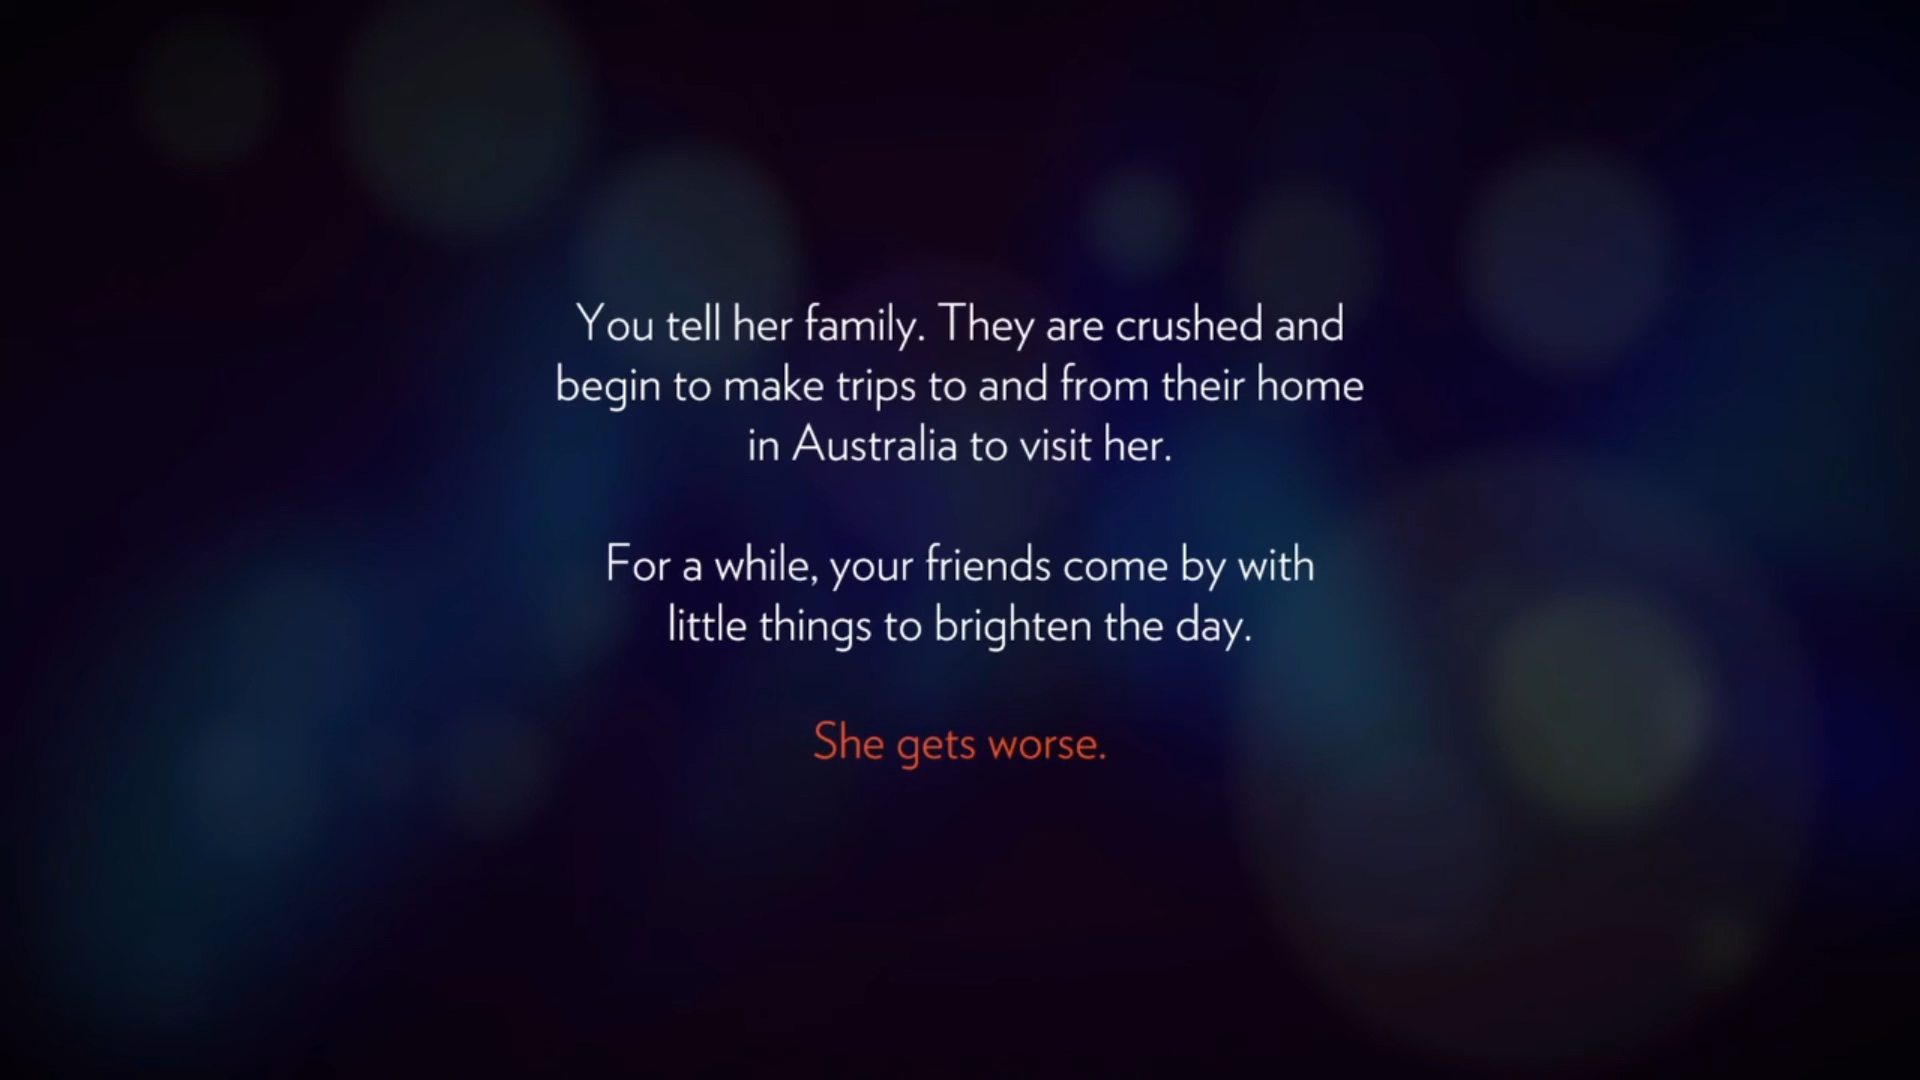 You tell her family. They are crushed and
begin to make trips to and from their home
in Australia to visit her.
For a while, your friends come by with
little things to brighten the day.
She gets worse.